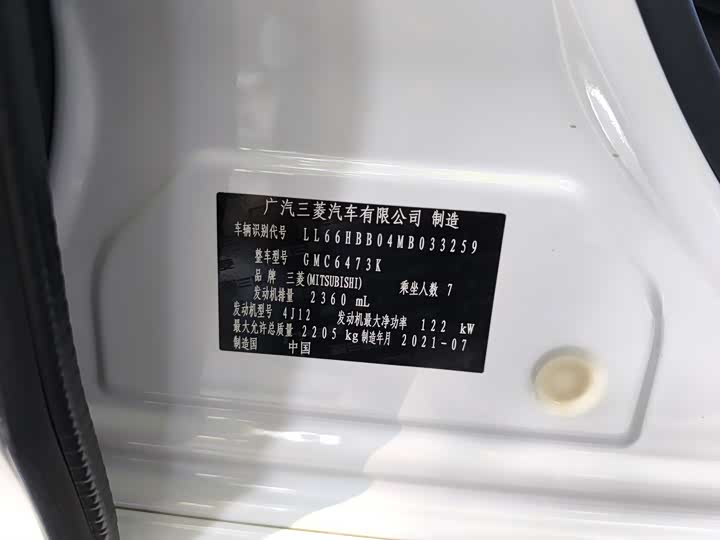 广汽三菱汽车有限公司 制造
车辆识别代号 LL66HBB04MB033259
整车型号 GMC6473K
品 牌 三菱(MITSUBISHI) 乘坐人数 7
发动机排量 2360 mL
发动机型号 4J12 发动机最大净功率 122 kW
最大允许总质量 2205 kg 制造年月 2021-07
制造国 中国